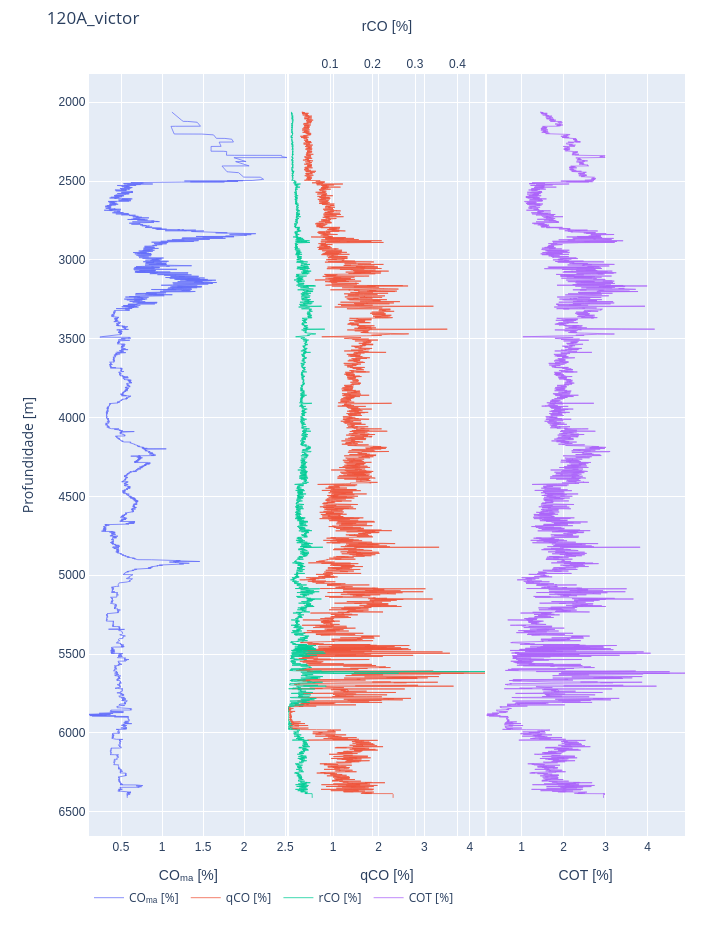 120A_victor
rCO [%]
0.1 0.2 0.3 0.4
2000
2500
3000
3500
4000
4500
5000
5500
6000
6500
Profundidade [m]
0.5 1 1.5 2 2.5 1 2 3 4 1 2 3 4
COₘₐ [%] qCO [%] COT [%]
COₘₐ [%] qCO [%] rCO [%] COT [%]